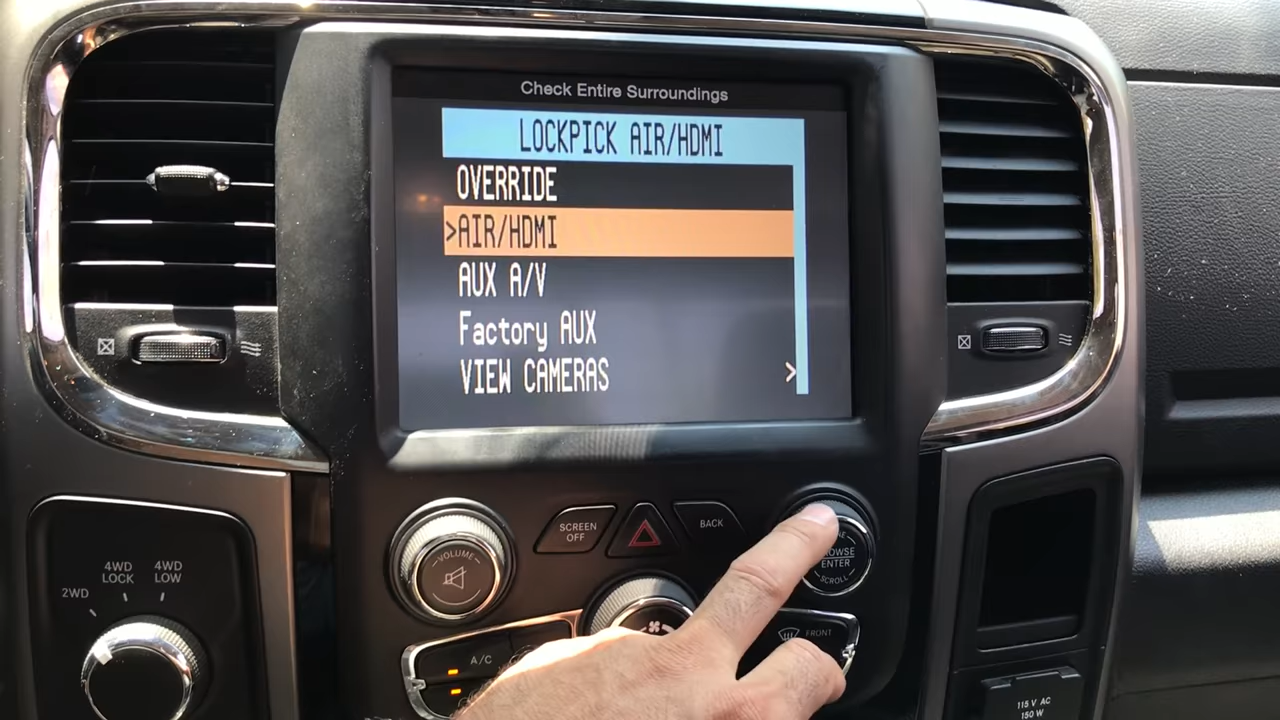 Check Entire Surroundings
LOCKPICK AIR/HDMI
OVERRIDE
>AIR/HDMI
AUX A/V
Factory AUX
VIEW CAMERAS >
VOLUME
SCREEN
OFF
BACK
ENTER
SCROLL
2WD
4WD
LOCK
4WD
LOW
A/C
FRONT
115 V AC
150 W